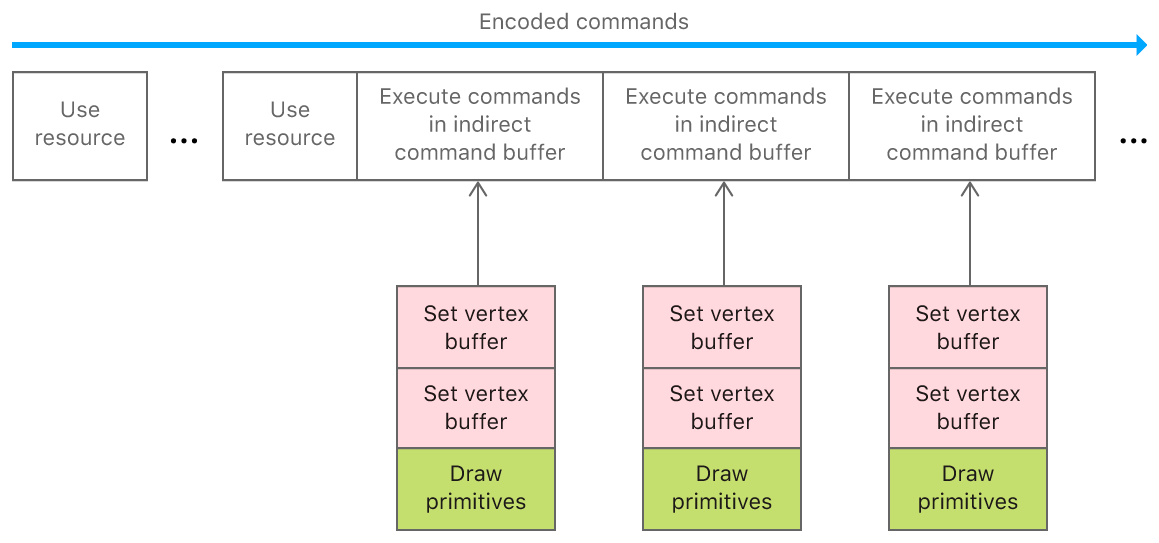 Encoded commands
Use
resource
...
Use
resource
Execute commands
in indirect
command buffer
Execute commands
in indirect
command buffer
Execute commands
in indirect
command buffer
...
Set vertex
buffer
Set vertex
buffer
Draw
primitives
Set vertex
buffer
Set vertex
buffer
Draw
primitives
Set vertex
buffer
Set vertex
buffer
Draw
primitives